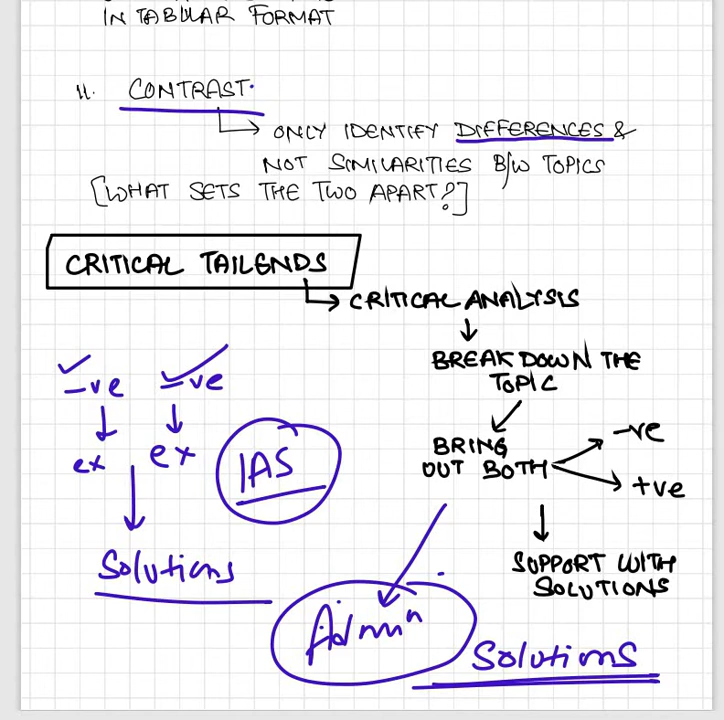 IN TABULAR FORMAT
11. CONTRAST.
ONLY IDENTIFY DIFFERENCES &
NOT SIMILARITIES B/W TOPICS
[WHAT SETS THE TWO APART?]
CRITICAL TAILENDS
CRITICAL ANALYSIS
BREAK DOWN THE
TOPIC
BRING
OUT BOTH
-ve
+ve
SUPPORT WITH
SOLUTIONS
-ve
ve
ex
ex
IAS
Solutions
Admnⁿ
Solutions